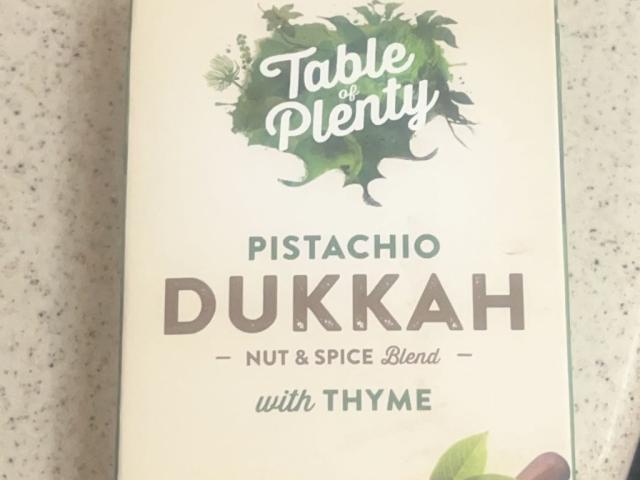 Table
of
Plenty
PISTACHIO
DUKKAH
– NUT & SPICE Blend –
with THYME